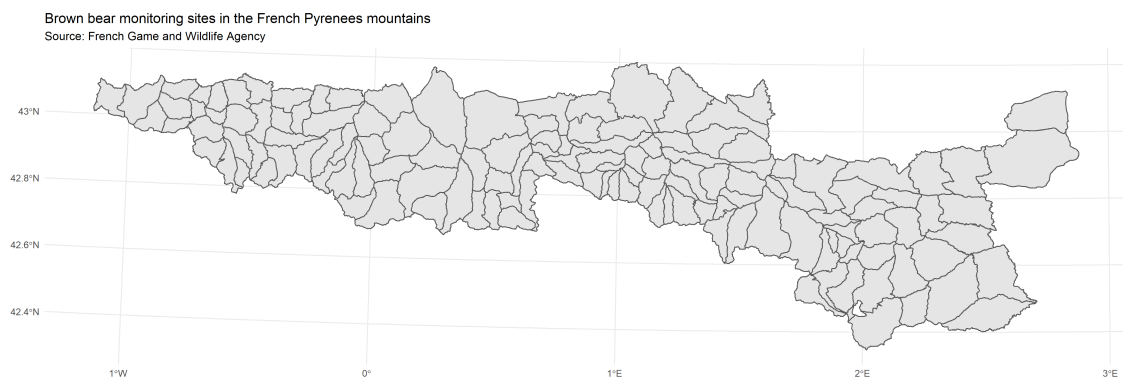 Brown bear monitoring sites in the French Pyrenees mountains
Source: French Game and Wildlife Agency
43°N
42.8°N
42.6°N
42.4°N
1°W 0° 1°E 2°E 3°E